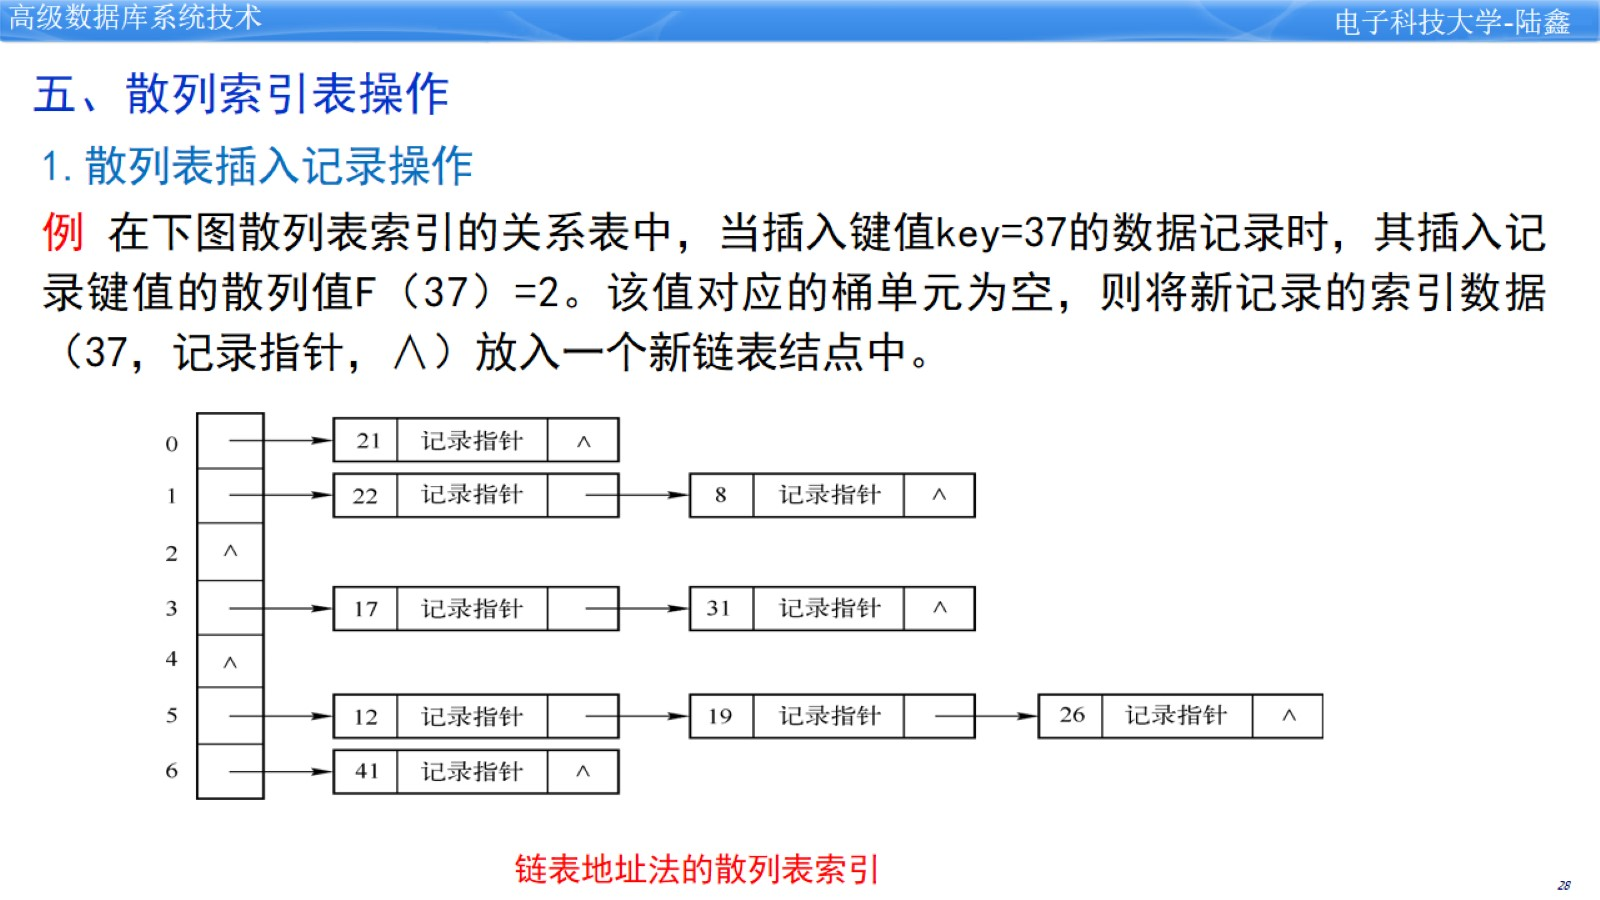 高级数据库系统技术
电子科技大学-陆鑫
五、散列索引表操作
1.散列表插入记录操作
例 在下图散列表索引的关系表中，当插入键值key=37的数据记录时，其插入记
录键值的散列值F（37）=2。该值对应的桶单元为空，则将新记录的索引数据
（37，记录指针，∧）放入一个新链表结点中。
0 21 记录指针 ∧
1 22 记录指针 8 记录指针 ∧
2 ∧
3 17 记录指针 31 记录指针 ∧
4 ∧
5 12 记录指针 19 记录指针 26 记录指针 ∧
6 41 记录指针 ∧
链表地址法的散列表索引
28